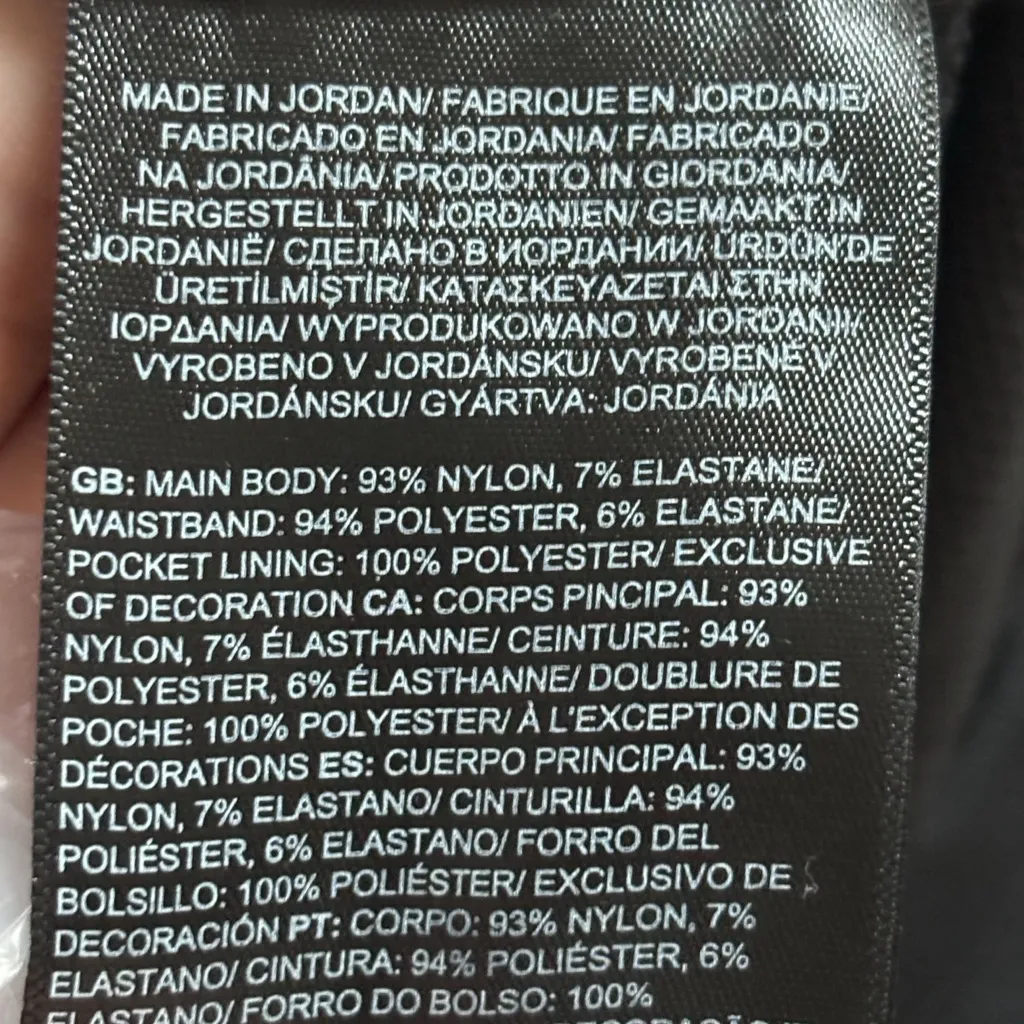 MADE IN JORDAN/ FABRIQUE EN JORDANIE/
FABRICADO EN JORDANIA/ FABRICADO
NA JORDÂNIA/ PRODOTTO IN GIORDANIA/
HERGESTELLT IN JORDANIEN/ GEMAAKT IN
JORDANIË/ СДЕЛАНО В ИОРДАНИИ/ ÜRDÜN'DE
ÜRETİLMİŞTİR/ ΚΑΤΑΣΚΕΥΑΖΕΤΑΙ ΣΤΗΝ
ΙΟΡΔΑΝΙΑ/ WYPRODUKOWANO W JORDANII/
VYROBENO V JORDÁNSKU/ VYROBENÉ V
JORDÁNSKU/ GYÁRTVA: JORDÁNIA
GB: MAIN BODY: 93% NYLON, 7% ELASTANE/
WAISTBAND: 94% POLYESTER, 6% ELASTANE/
POCKET LINING: 100% POLYESTER/ EXCLUSIVE
OF DECORATION CA: CORPS PINCIPAL: 93%
NYLON, 7% ÉLASTHANNE/ CEINTURE: 94%
POLYESTER, 6% ÉLASTHANNE/ DOUBLURE DE
POCHE: 100% POLYESTER/ À L'EXCEPTION DES
DÉCORATIONS ES: CUERPO PRINCIPAL: 93%
NYLON, 7% ELASTANO/ CINTURILLA: 94%
POLIÉSTER, 6% ELASTANO/ FORRO DEL
BOLSILLO: 100% POLIÉSTER/ EXCLUSIVO DE
DECORACIÓN PT: CORPO: 93% NYLON, 7%
ELASTANO/ CINTURA: 94% POLIÉSTER, 6%
ELASTANO/ FORRO DO BOLSO: 100%